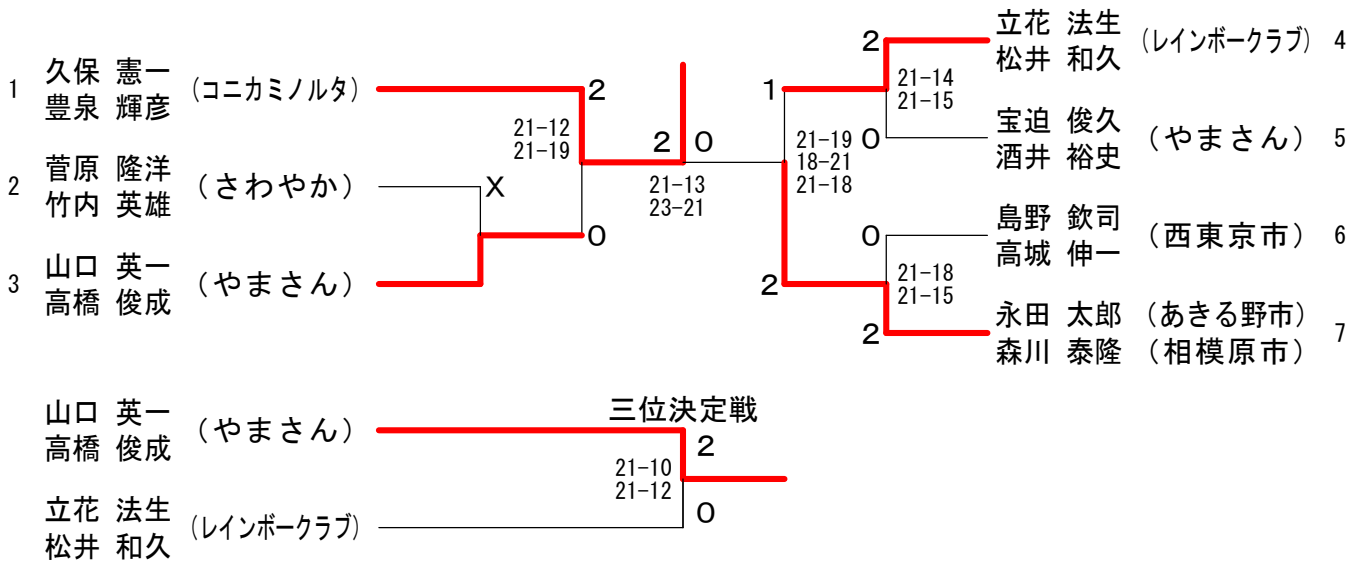 1 久保 憲一 (コニカミノルタ)
豊泉 輝彦
2 菅原 隆洋 (さわやか)
竹内 英雄
3 山口 英一 (やまさん)
高橋 俊成
2
21-12
21-19
X
0
2 0
21-13
23-21
1
21-19
18-21
21-18
2
2
21-14
21-15
0
0
21-18
21-15
2
立花 法生 (レインボークラブ) 4
松井 和久
宝迫 俊久 (やまさん) 5
酒井 裕史
島野 欽司 (西東京市) 6
高城 伸一
永田 太郎 (あきる野市) 7
森川 泰隆 (相模原市)
三位決定戦
山口 英一 (やまさん)
高橋 俊成
2
21-10
21-12
0
立花 法生 (レインボークラブ)
松井 和久